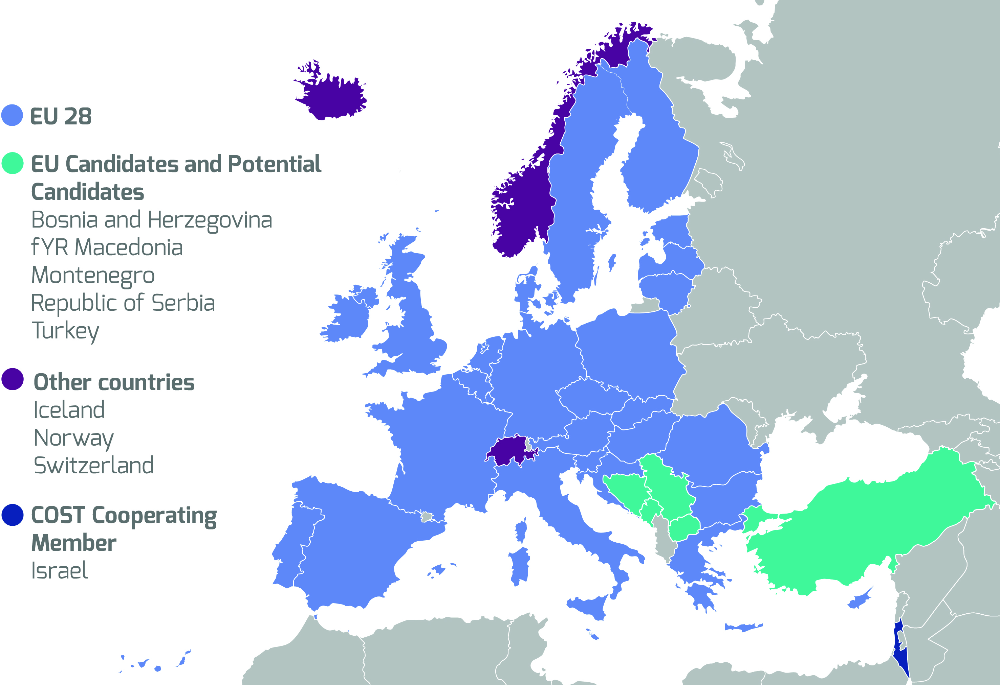 EU 28
EU Candidates and Potential
Candidates
Bosnia and Herzegovina
fYR Macedonia
Montenegro
Republic of Serbia
Turkey
Other countries
Iceland
Norway
Switzerland
COST Cooperating
Member
Israel